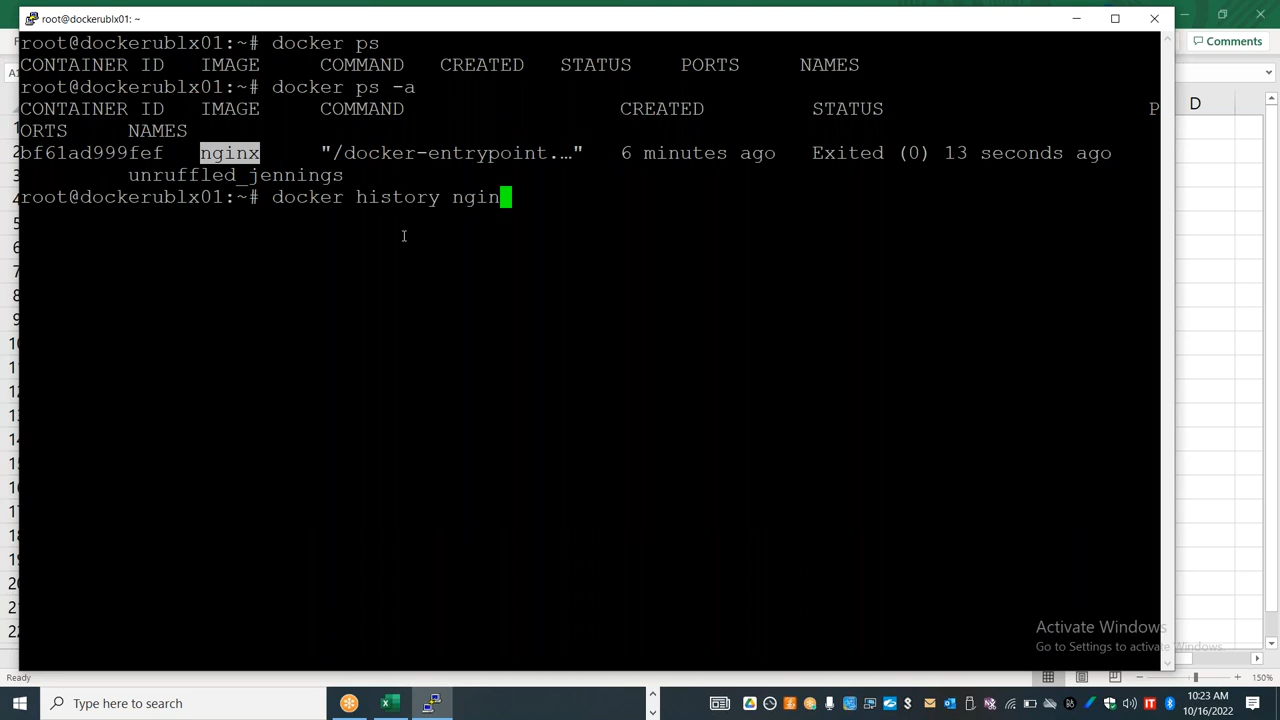 root@dockerublx01: ~
Comments
root@dockerublx01:~# docker ps
CONTAINER ID IMAGE COMMAND CREATED STATUS PORTS NAMES
root@dockerublx01:~# docker ps -a
CONTAINER ID IMAGE COMMAND CREATED STATUS P
ORTS NAMES
bf61ad999fef nginx "/docker-entrypoint.…" 6 minutes ago Exited (0) 13 seconds ago
unruffled_jennings
root@dockerublx01:~# docker history ngin
D
Activate Windows
Go to Settings to activate Windows.
Ready
150%
Type here to search
10:23 AM
10/16/2022